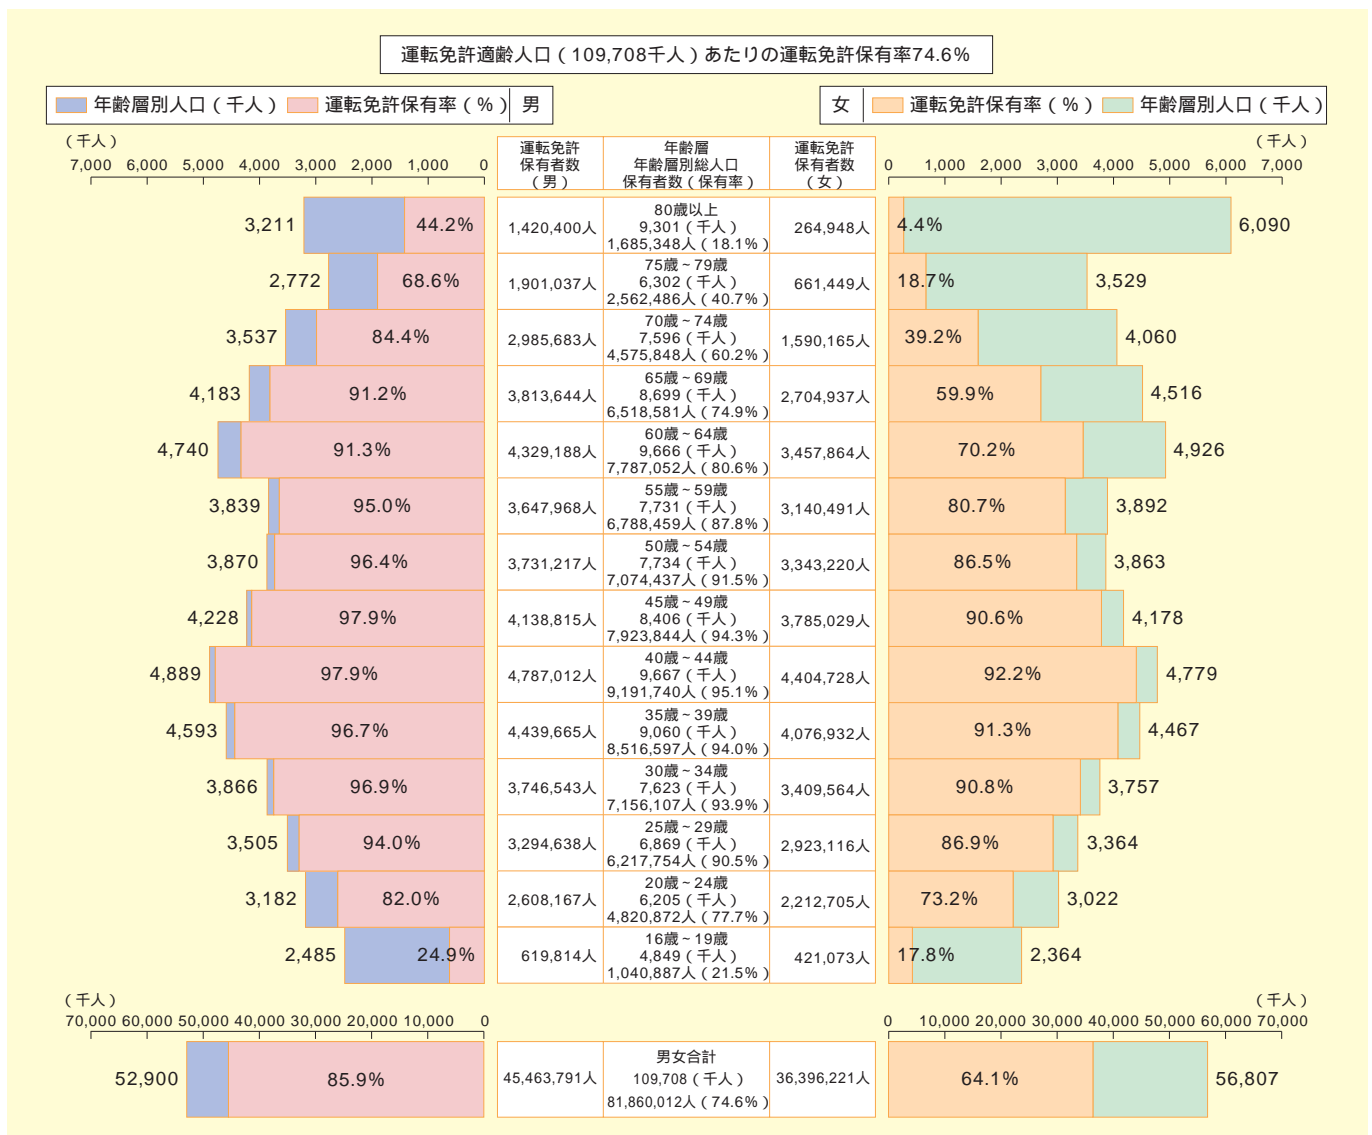 運転免許適齢人口（109,708千人）あたりの運転免許保有率74.6%
年齢層別人口（千人） 運転免許保有率（%） 男
女 運転免許保有率（%） 年齢層別人口（千人）
（千人）
7,000 6,000 5,000 4,000 3,000 2,000 1,000 0
運転免許
保有者数
（男）
年齢層
年齢層別総人口
保有者数（保有率）
運転免許
保有者数
（女）
（千人）
0 1,000 2,000 3,000 4,000 5,000 6,000 7,000
3,211 44.2% 1,420,400人
80歳以上
9,301（千人）
1,685,348人（18.1%）
264,948人 4.4% 6,090
2,772 68.6% 1,901,037人
75歳~79歳
6,302（千人）
2,562,486人（40.7%）
661,449人 18.7% 3,529
3,537 84.4% 2,985,683人
70歳~74歳
7,596（千人）
4,575,848人（60.2%）
1,590,165人 39.2% 4,060
4,183 91.2% 3,813,644人
65歳~69歳
8,699（千人）
6,518,581人（74.9%）
2,704,937人 59.9% 4,516
4,740 91.3% 4,329,188人
60歳~64歳
9,666（千人）
7,787,052人（80.6%）
3,457,864人 70.2% 4,926
3,839 95.0% 3,647,968人
55歳~59歳
7,731（千人）
6,788,459人（87.8%）
3,140,491人 80.7% 3,892
3,870 96.4% 3,731,217人
50歳~54歳
7,734（千人）
7,074,437人（91.5%）
3,343,220人 86.5% 3,863
4,228 97.9% 4,138,815人
45歳~49歳
8,406（千人）
7,923,844人（94.3%）
3,785,029人 90.6% 4,178
4,889 97.9% 4,787,012人
40歳~44歳
9,667（千人）
9,191,740人（95.1%）
4,404,728人 92.2% 4,779
4,593 96.7% 4,439,665人
35歳~39歳
9,060（千人）
8,516,597人（94.0%）
4,076,932人 91.3% 4,467
3,866 96.9% 3,746,543人
30歳~34歳
7,623（千人）
7,156,107人（93.9%）
3,409,564人 90.8% 3,757
3,505 94.0% 3,294,638人
25歳~29歳
6,869（千人）
6,217,754人（90.5%）
2,923,116人 86.9% 3,364
3,182 82.0% 2,608,167人
20歳~24歳
6,205（千人）
4,820,872人（77.7%）
2,212,705人 73.2% 3,022
2,485 24.9% 619,814人
16歳~19歳
4,849（千人）
1,040,887人（21.5%）
421,073人 17.8% 2,364
（千人）
70,000 60,000 50,000 40,000 30,000 20,000 10,000 0
（千人）
0 10,000 20,000 30,000 40,000 50,000 60,000 70,000
52,900 85.9% 45,463,791人
男女合計
109,708（千人）
81,860,012人（74.6%）
36,396,221人 64.1% 56,807